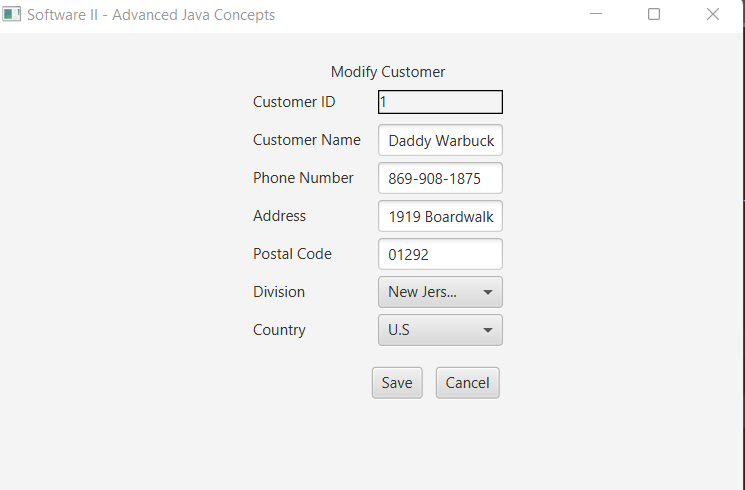 Software II - Advanced Java Concepts
Modify Customer
Customer ID 1
Customer Name Daddy Warbuck
Phone Number 869-908-1875
Address 1919 Boardwalk
Postal Code 01292
Division New Jers...
Country U.S
Save Cancel